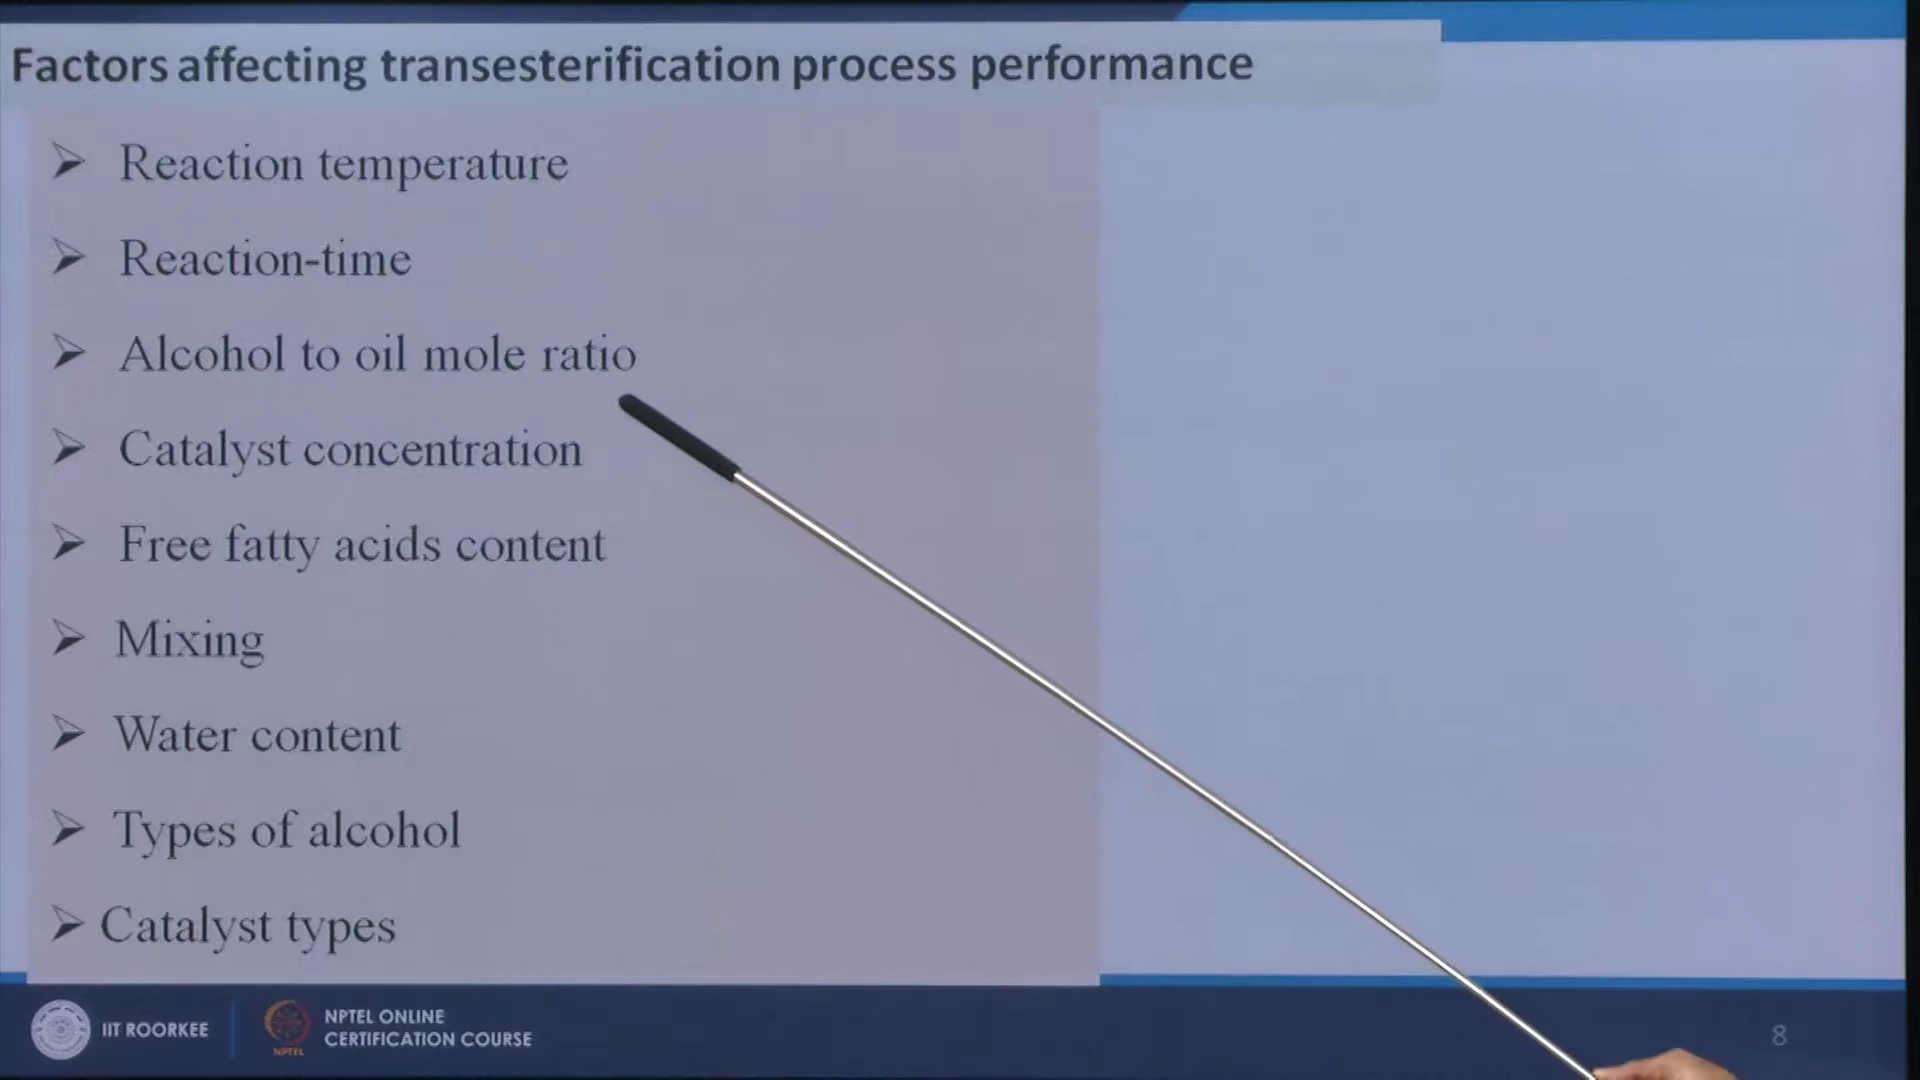 Factors affecting transesterification process performance
Reaction temperature
Reaction-time
Alcohol to oil mole ratio
Catalyst concentration
Free fatty acids content
Mixing
Water content
Types of alcohol
Catalyst types
IIT ROORKEE
NPTEL
NPTEL ONLINE
CERTIFICATION COURSE
8